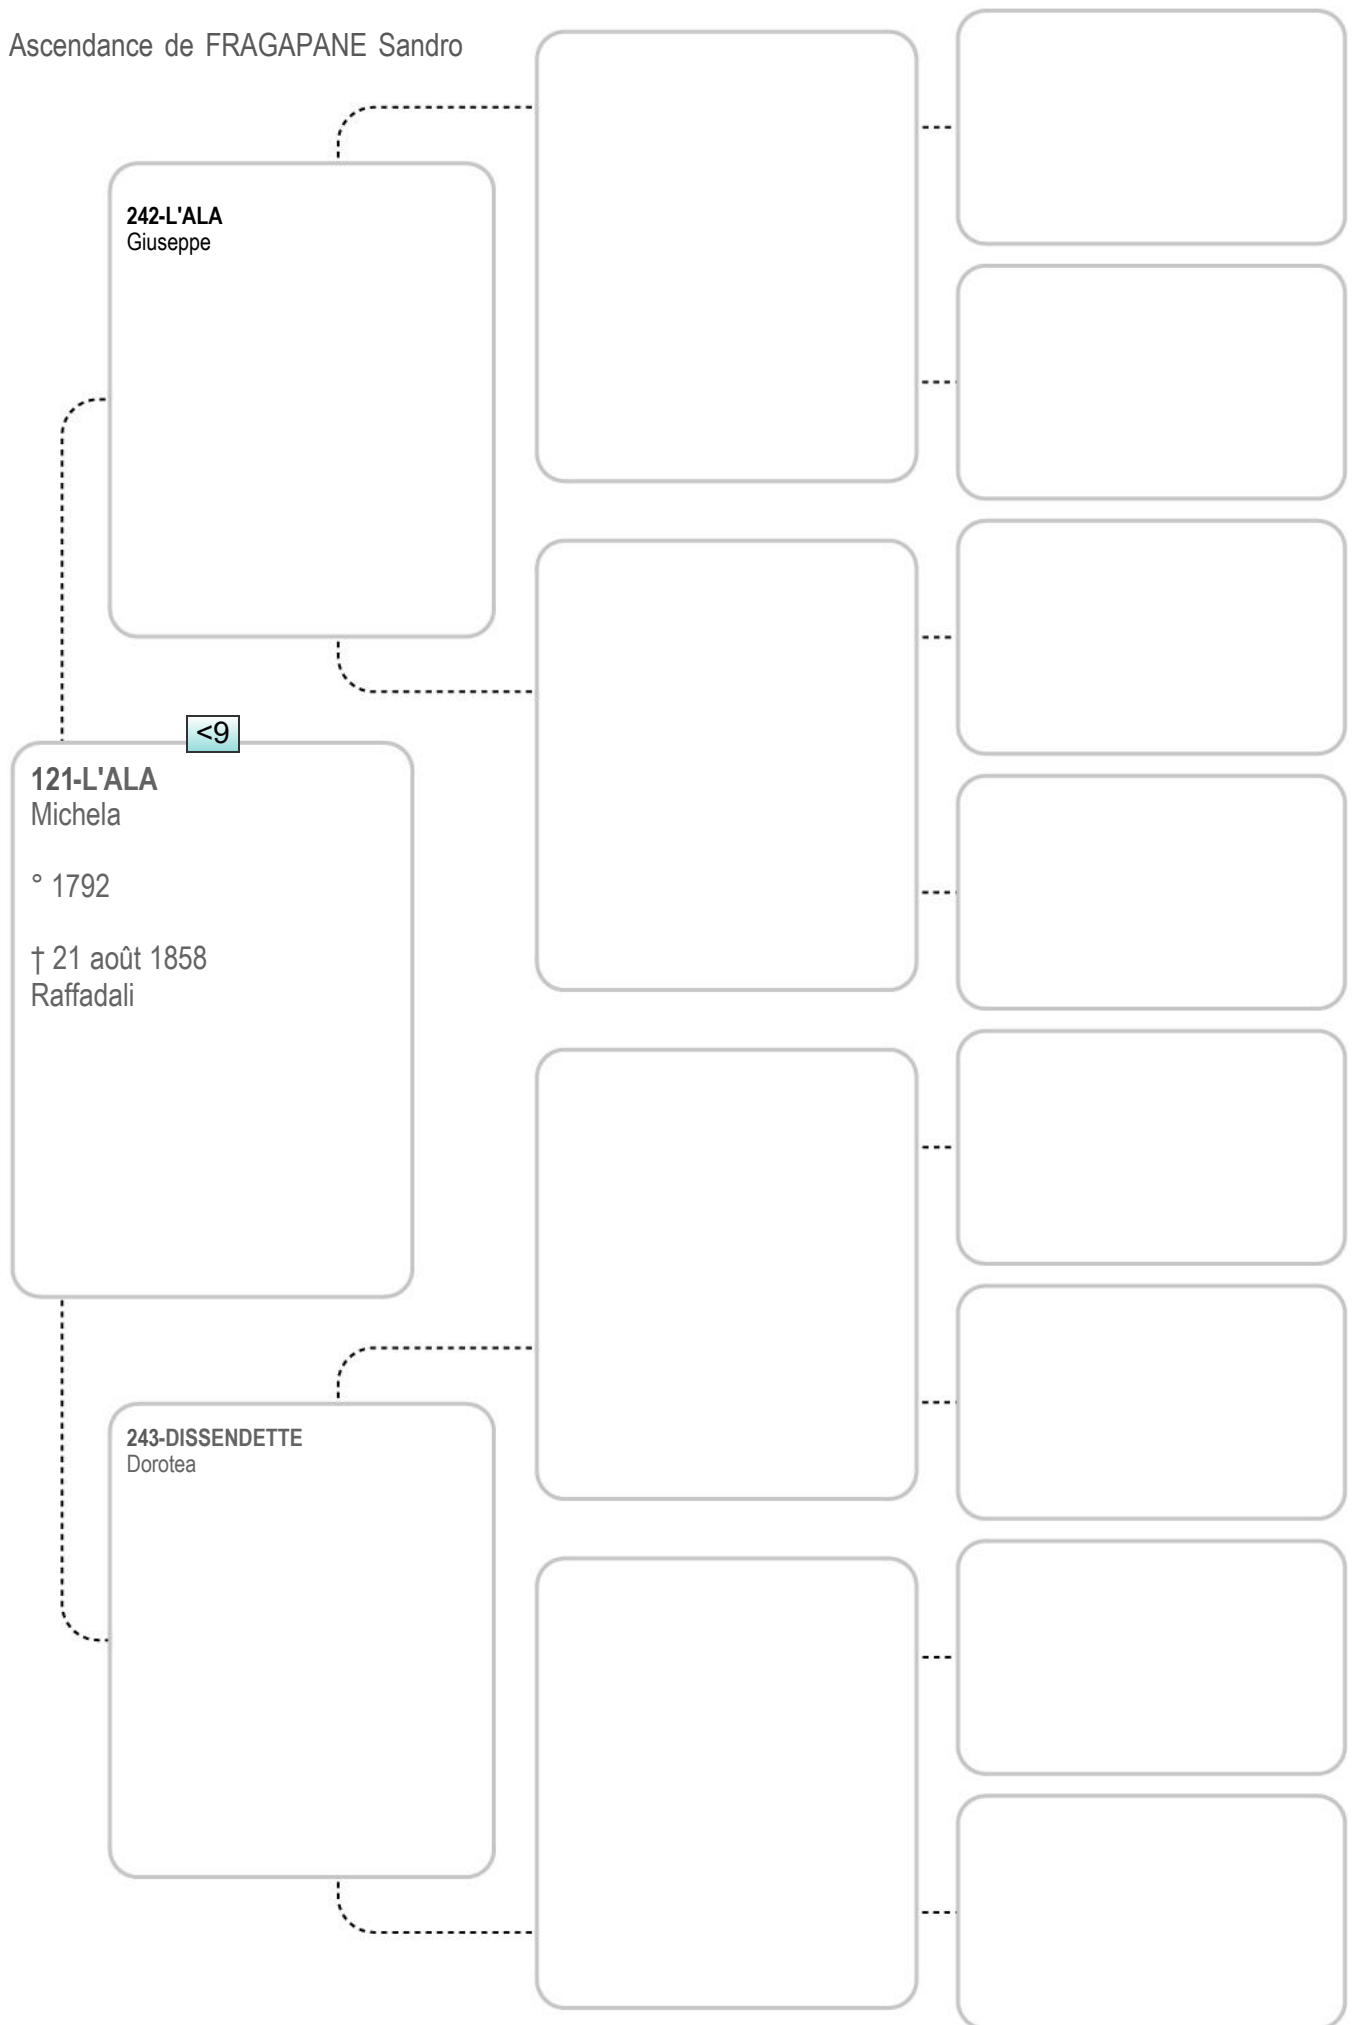 Ascendance de FRAGAPANE Sandro
242-L'ALA
Giuseppe
<9
121-L'ALA
Michela
° 1792
† 21 août 1858
Raffadali
243-DISSENDETTE
Dorotea